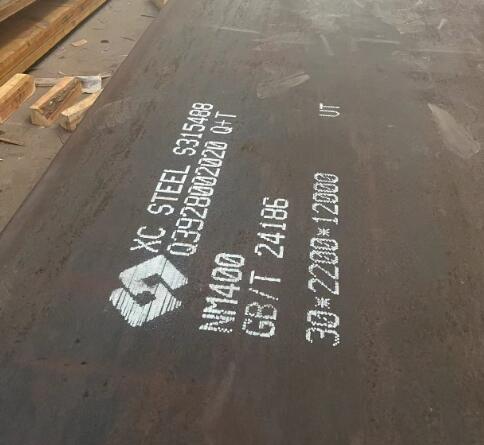 XC STEEL S315488
Q3928002020 Q+T
NM400
GB/T 24186
30*2200*12000
UT